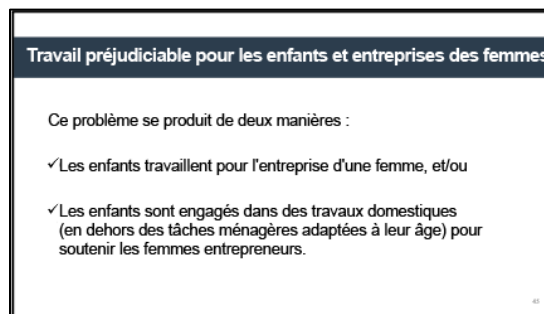 Travail préjudiciable pour les enfants et entreprises des femmes
Ce problème se produit de deux manières :
✓Les enfants travaillent pour l'entreprise d'une femme, et/ou
✓Les enfants sont engagés dans des travaux domestiques
(en dehors des tâches ménagères adaptées à leur âge) pour
soutenir les femmes entrepreneurs.